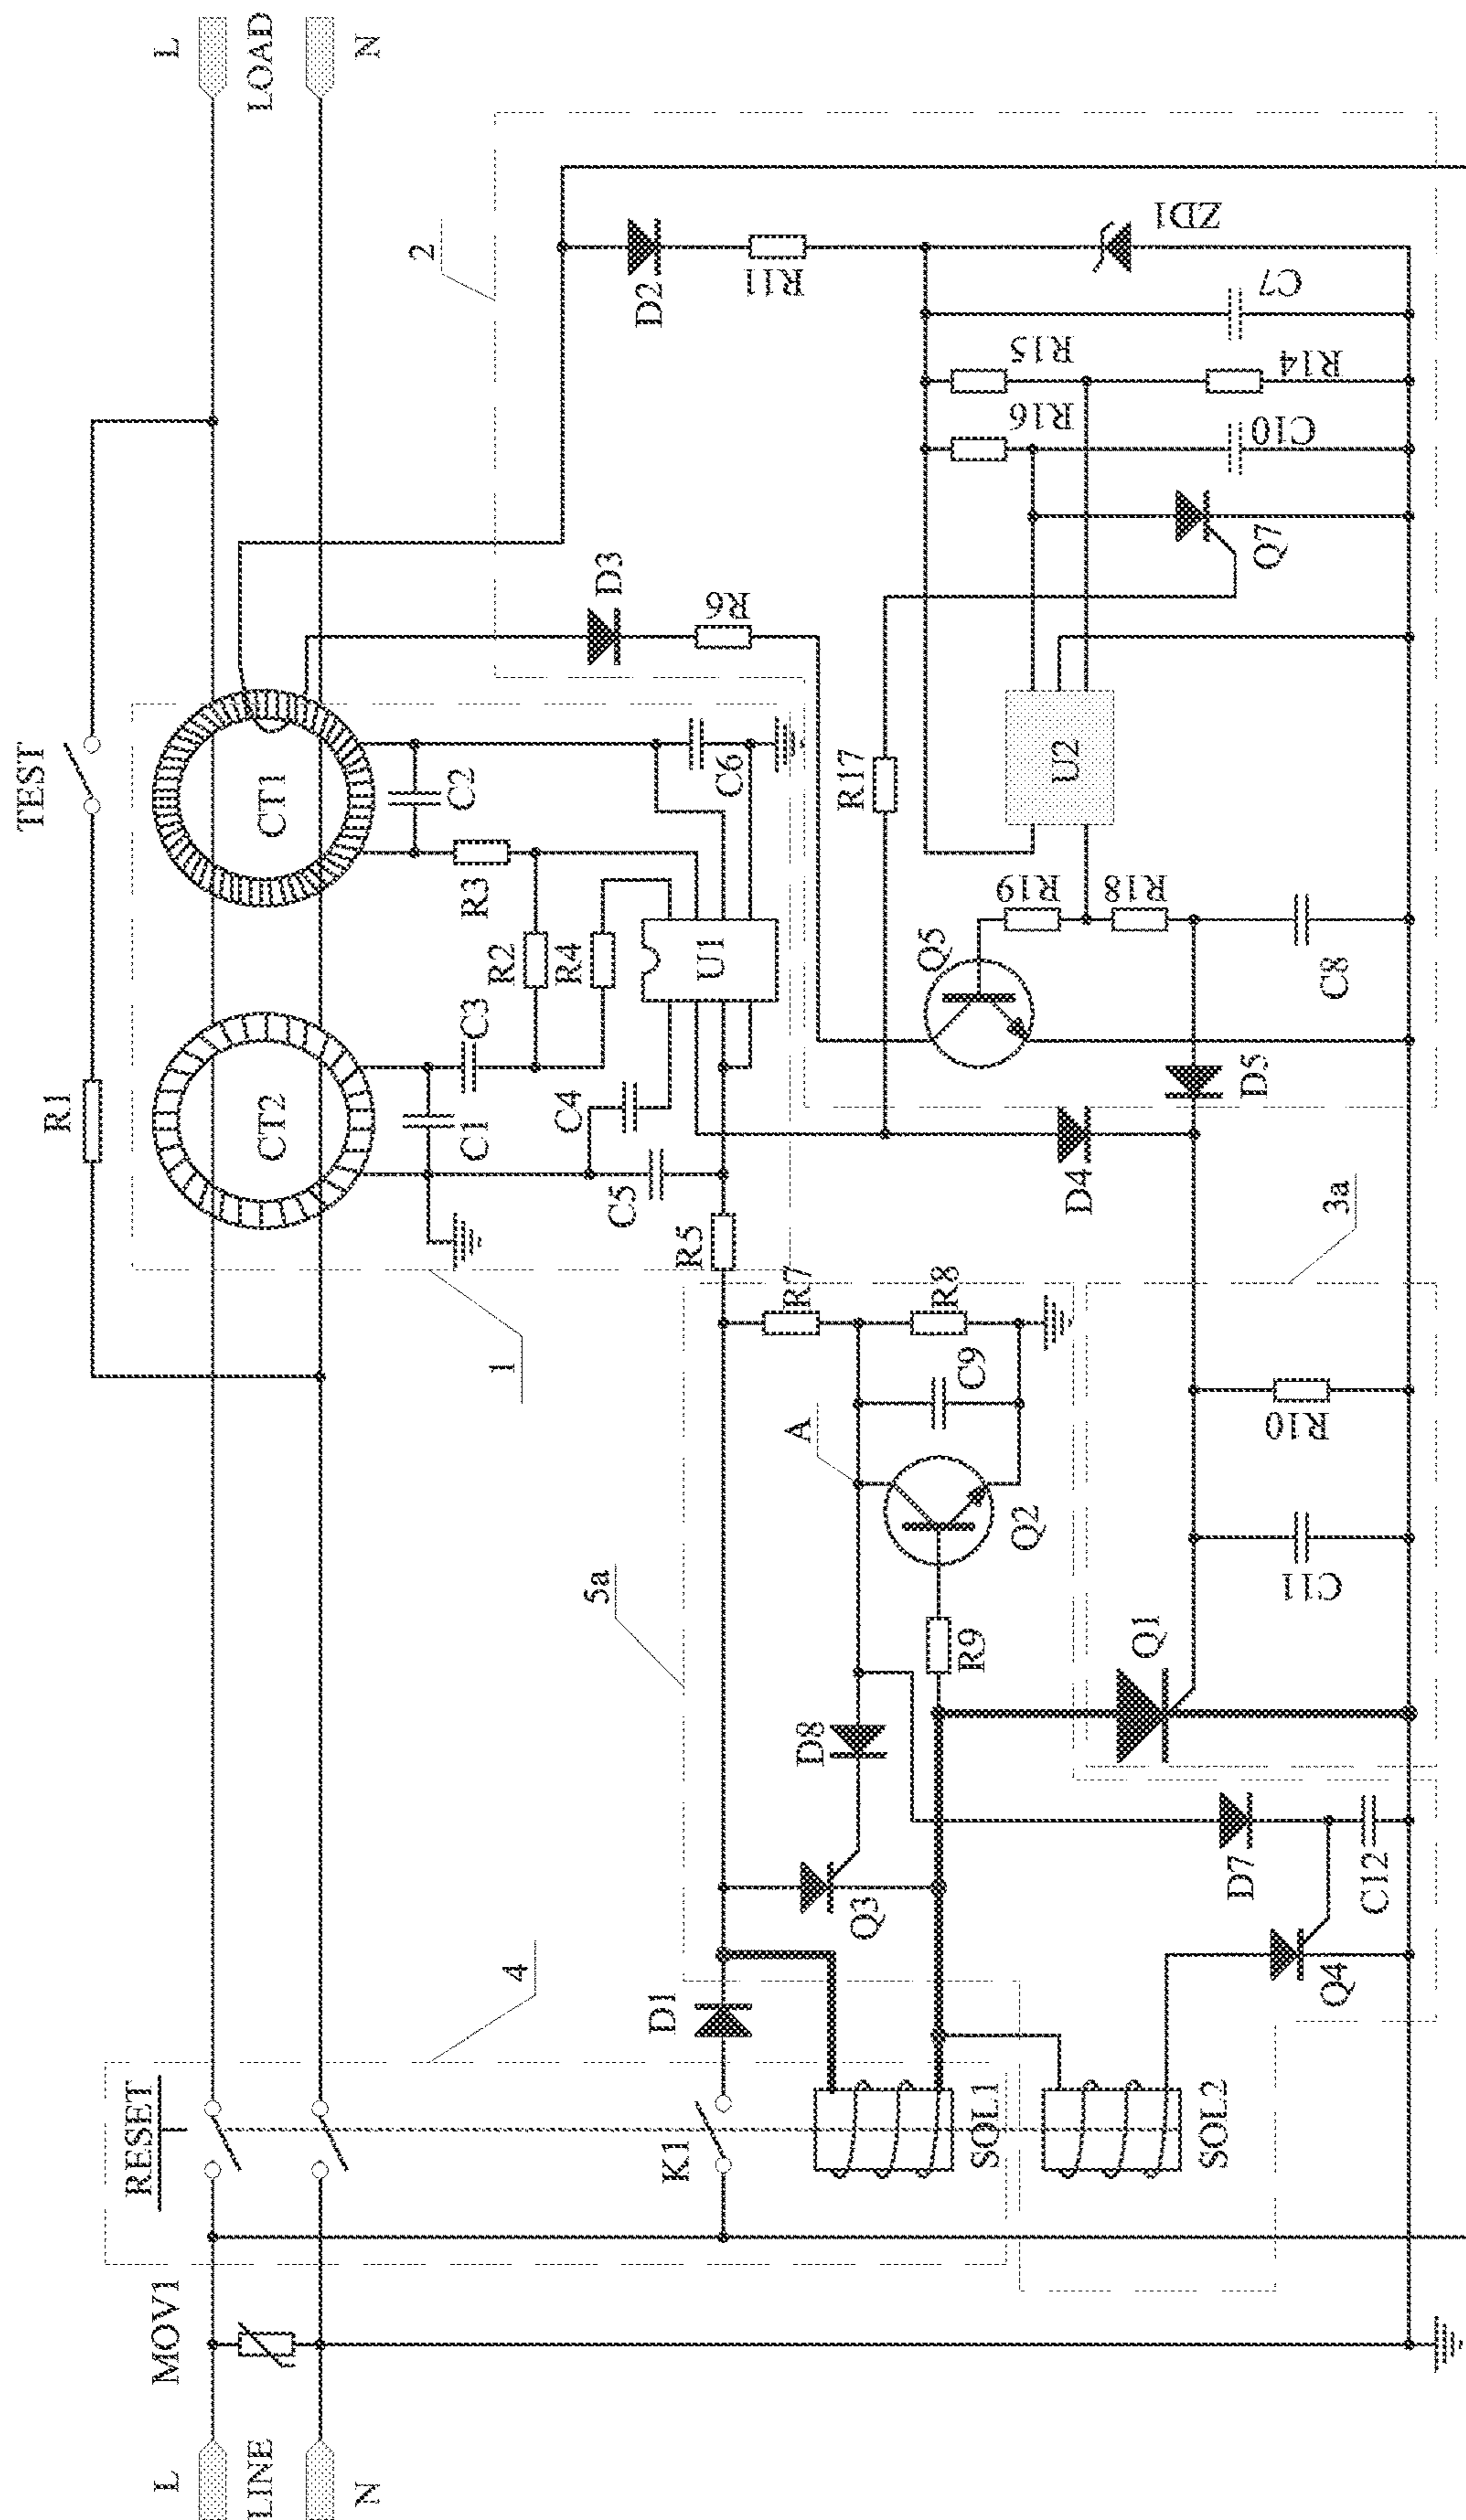 L
LINE
N
MOV1
RESET
4
K1
D1
SOL1
SOL2
Q3
D8
D7
Q4
C12
5a
A
R9
Q2
C9
R7
R8
Q1
C11
R10
3a
1
R1
TEST
CT2
CT1
C1
C3
C4
C5
R5
R2
R4
R3
C2
U1
C6
D4
D5
Q5
R19
R18
C8
R17
U2
D3
R6
Q7
R16
C10
R15
R14
C7
ZD1
D2
R11
2
L
LOAD
N